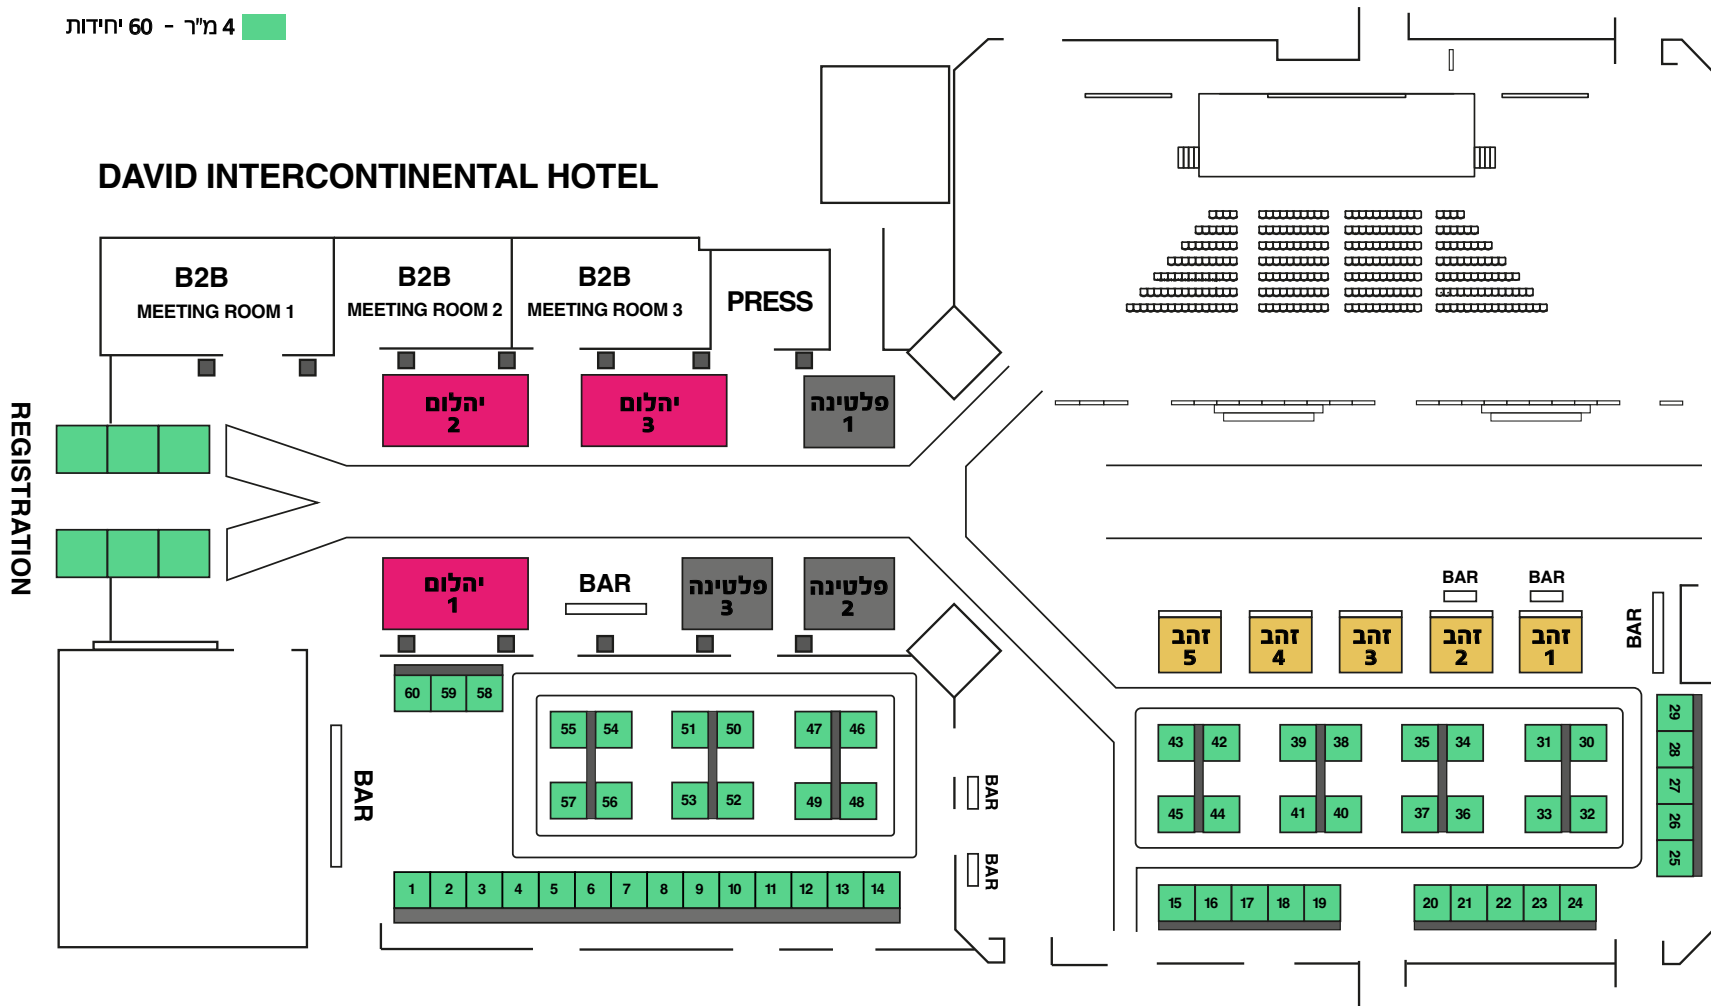 4 מ"ר - 60 יחידות
DAVID INTERCONTINENTAL HOTEL
B2B
MEETING ROOM 1
B2B
MEETING ROOM 2
B2B
MEETING ROOM 3
PRESS
REGISTRATION
יהלום
2
יהלום
3
פלטינה
1
יהלום
1
BAR
פלטינה
3
פלטינה
2
BAR
BAR
BAR
זהב
5
זהב
4
זהב
3
זהב
2
זהב
1
60 59 58
55 54 51 50 47 46
57 56 53 52 49 48
BAR
BAR
BAR
1 2 3 4 5 6 7 8 9 10 11 12 13 14
43 42 39 38 35 34 31 30
45 44 41 40 37 36 33 32
29
28
27
26
25
15 16 17 18 19 20 21 22 23 24